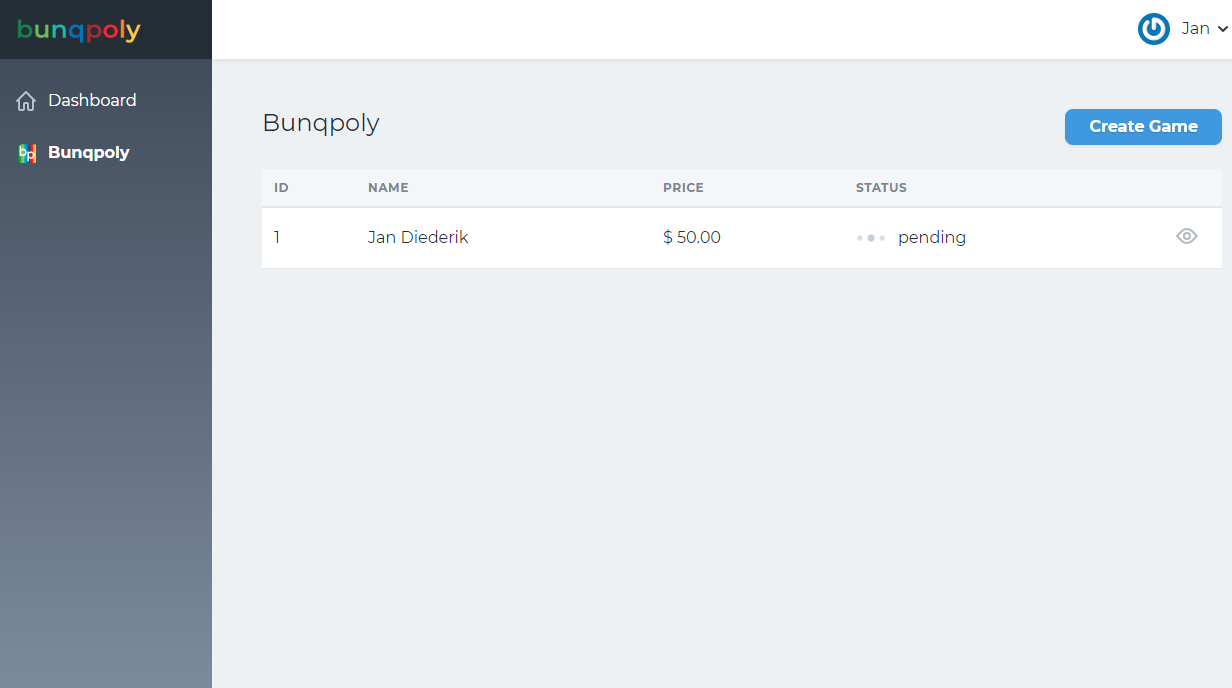 bunqpoly
Jan
Dashboard
bp Bunqpoly
Bunqpoly
Create Game
ID NAME PRICE STATUS
1 Jan Diederik $ 50.00 pending